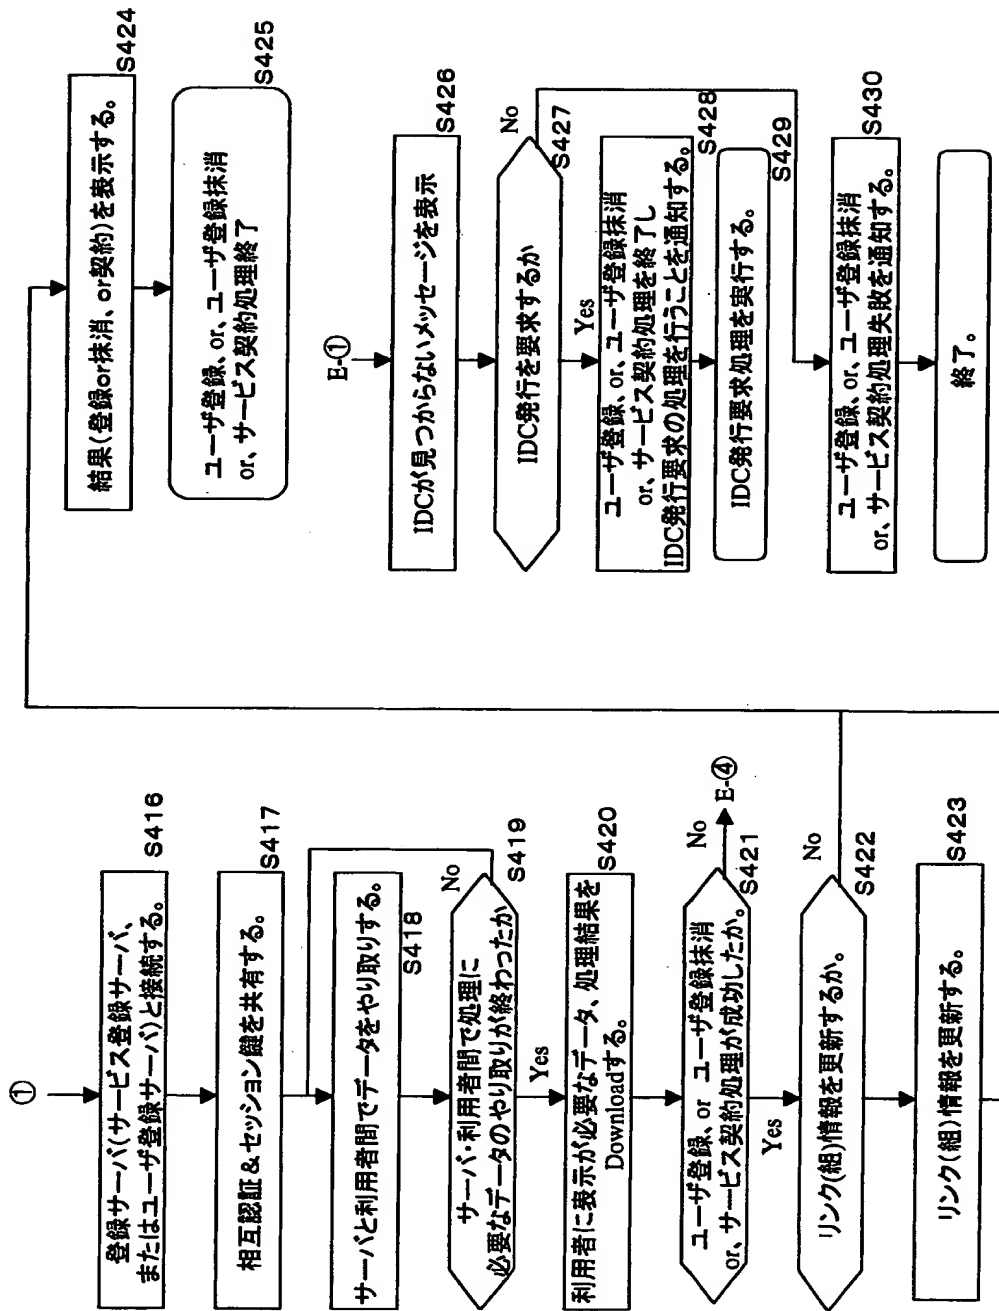 ①
登録サーバ(サービス登録サーバ、
またはユーザ登録サーバ)と接続する。
S416
相互認証&セッション鍵を共有する。
S417
サーバと利用者間でデータをやり取りする。
S418
サーバ・利用者間で処理に
必要なデータのやり取りが終わったか
No
S419
Yes
利用者に表示が必要なデータ、処理結果を
Downloadする。
S420
ユーザ登録、or ユーザ登録抹消
or、サービス契約処理が成功したか。
No
E-④
S421
Yes
リンク(組)情報を更新するか。
No
S422
リンク(組)情報を更新する。
S423
結果(登録or抹消、or契約)を表示する。
S424
ユーザ登録、or、ユーザ登録抹消
or、サービス契約処理終了
S425
E-①
IDCが見つからないメッセージを表示
S426
IDC発行を要求するか
No
S427
Yes
ユーザ登録、or、ユーザ登録抹消
or、サービス契約処理を終了し
IDC発行要求の処理を行うことを通知する。
S428
IDC発行要求処理を実行する。
S429
ユーザ登録、or、ユーザ登録抹消
or、サービス契約処理失敗を通知する。
S430
終了。